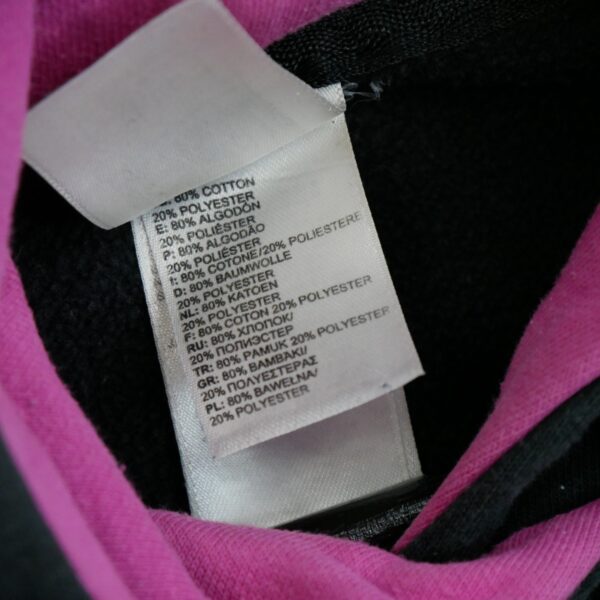 80% COTTON
20% POLYESTER
E: 80% ALGODÓN
20% POLIÉSTER
P: 80% ALGODÃO
20% POLIÉSTER
I: 80% COTONE/20% POLIESTERE
D: 80% BAUMWOLLE
20% POLYESTER
NL: 80% KATOEN
20% POLYESTER
F: 80% COTON 20% POLYESTER
RU: 80% ХЛОПОК/
20% ПОЛИЭСТЕР
TR: 80% PAMUK 20% POLYESTER
GR: 80% ΒΑΜΒΑΚΙ/
20% ΠΟΛΥΕΣΤΕΡΑΣ
PL: 80% BAWEŁNA/
20% POLYESTER